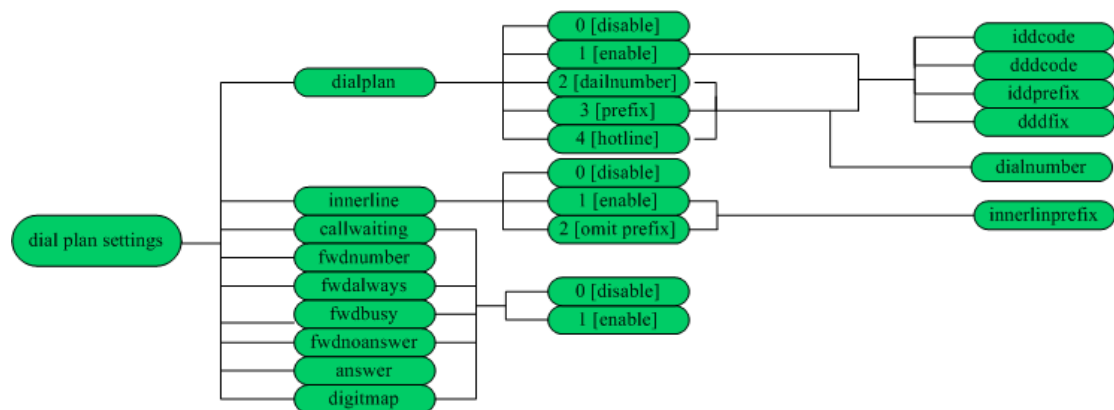 dial plan settings
dialplan
innerline
callwaiting
fwdnumber
fwdalways
fwdbusy
fwdnoanswer
answer
digitmap
0 [disable]
1 [enable]
2 [dailnumber]
3 [prefix]
4 [hotline]
0 [disable]
1 [enable]
2 [omit prefix]
0 [disable]
1 [enable]
iddcode
dddcode
iddprefix
dddfix
dialnumber
innerlinprefix